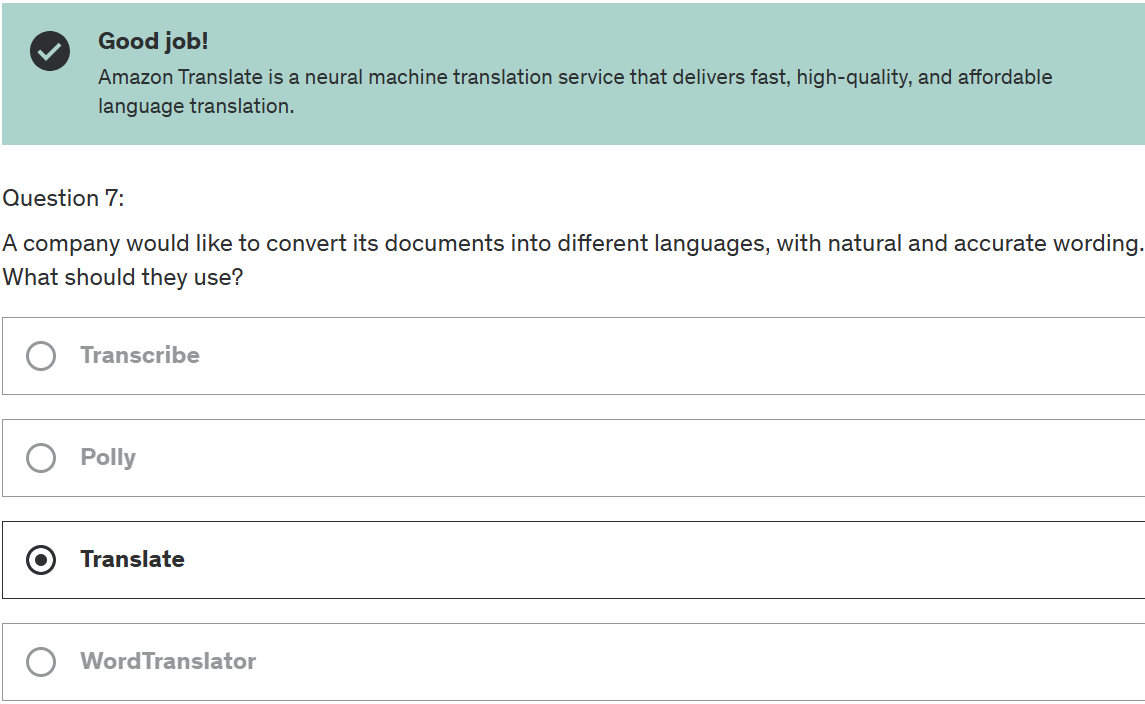 Good job!
Amazon Translate is a neural machine translation service that delivers fast, high-quality, and affordable
language translation.
Question 7:
A company would like to convert its documents into different languages, with natural and accurate wording.
What should they use?
Transcribe
Polly
Translate
WordTranslator